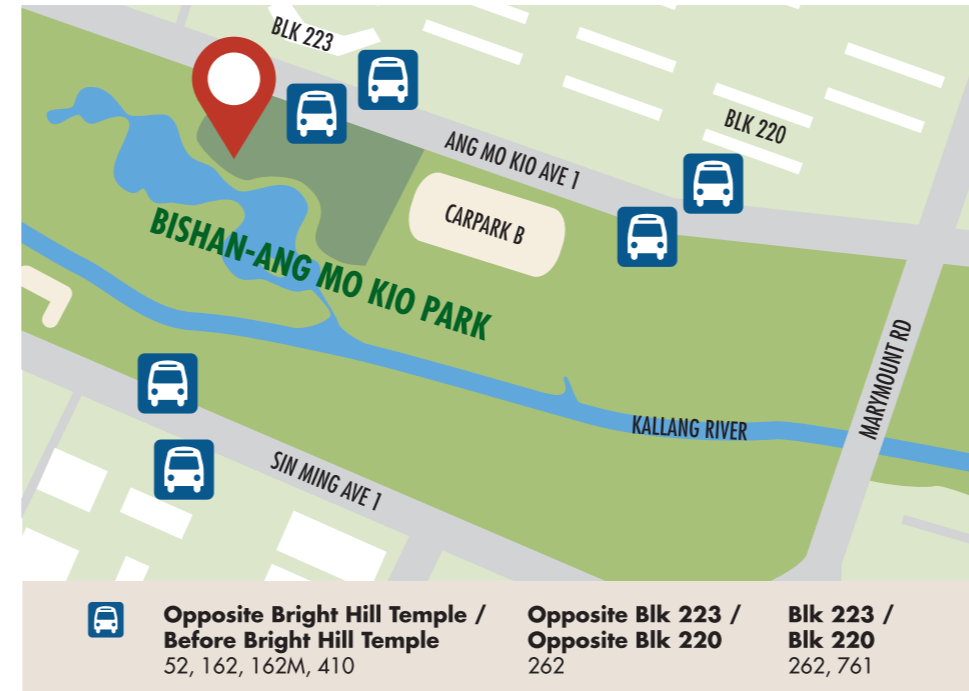 BLK 223
BLK 220
ANG MO KIO AVE 1
CARPARK B
BISHAN-ANG MO KIO PARK
MARYMOUNT RD
KALLANG RIVER
SIN MING AVE 1
Opposite Bright Hill Temple /
Before Bright Hill Temple
52, 162, 162M, 410
Opposite Blk 223 /
Opposite Blk 220
262
Blk 223 /
Blk 220
262, 761